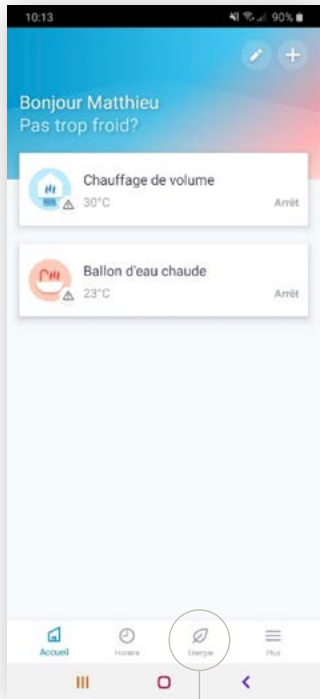 10:13
90%
Bonjour Matthieu
Pas trop froid?
Chauffage de volume
30°C
Arrêt
Ballon d'eau chaude
23°C
Arrêt
Accueil
Horaire
Énergie
Plus